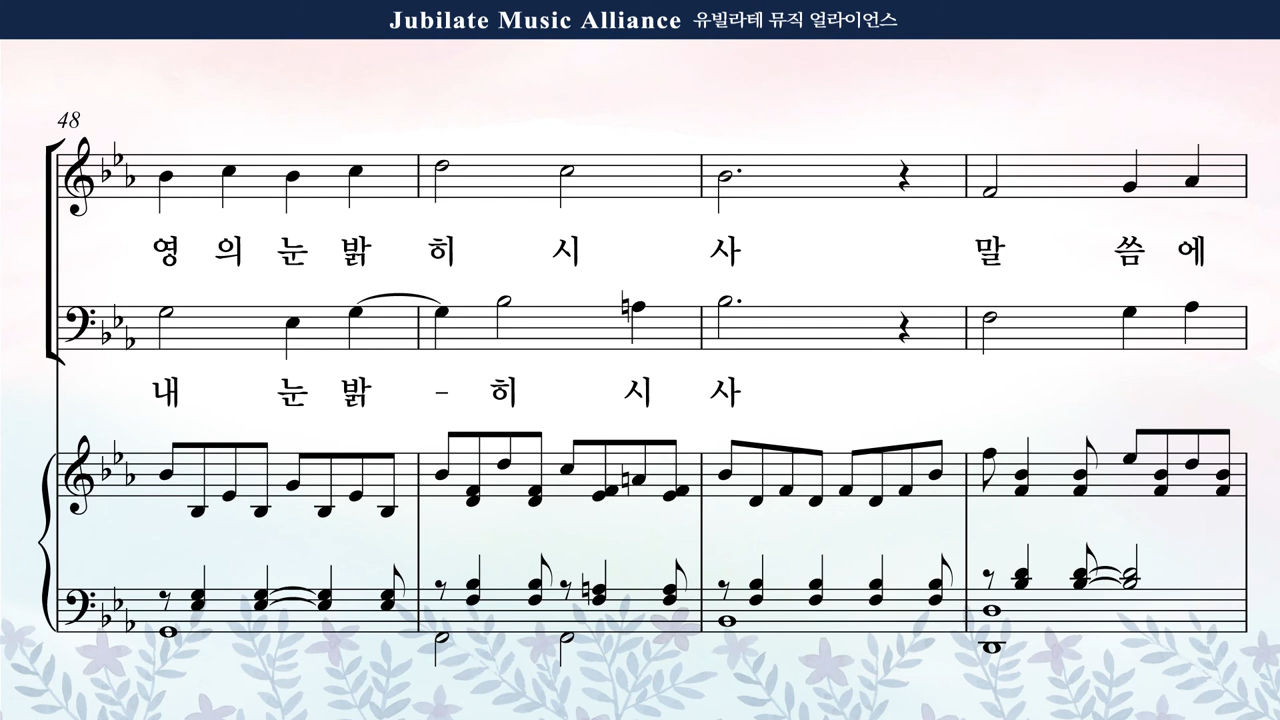 Jubilate Music Alliance 유빌라테 뮤직 얼라이언스
48
영 의 눈 밝 히 시 사 말 씀 에
내 눈 밝 - 히 시 사